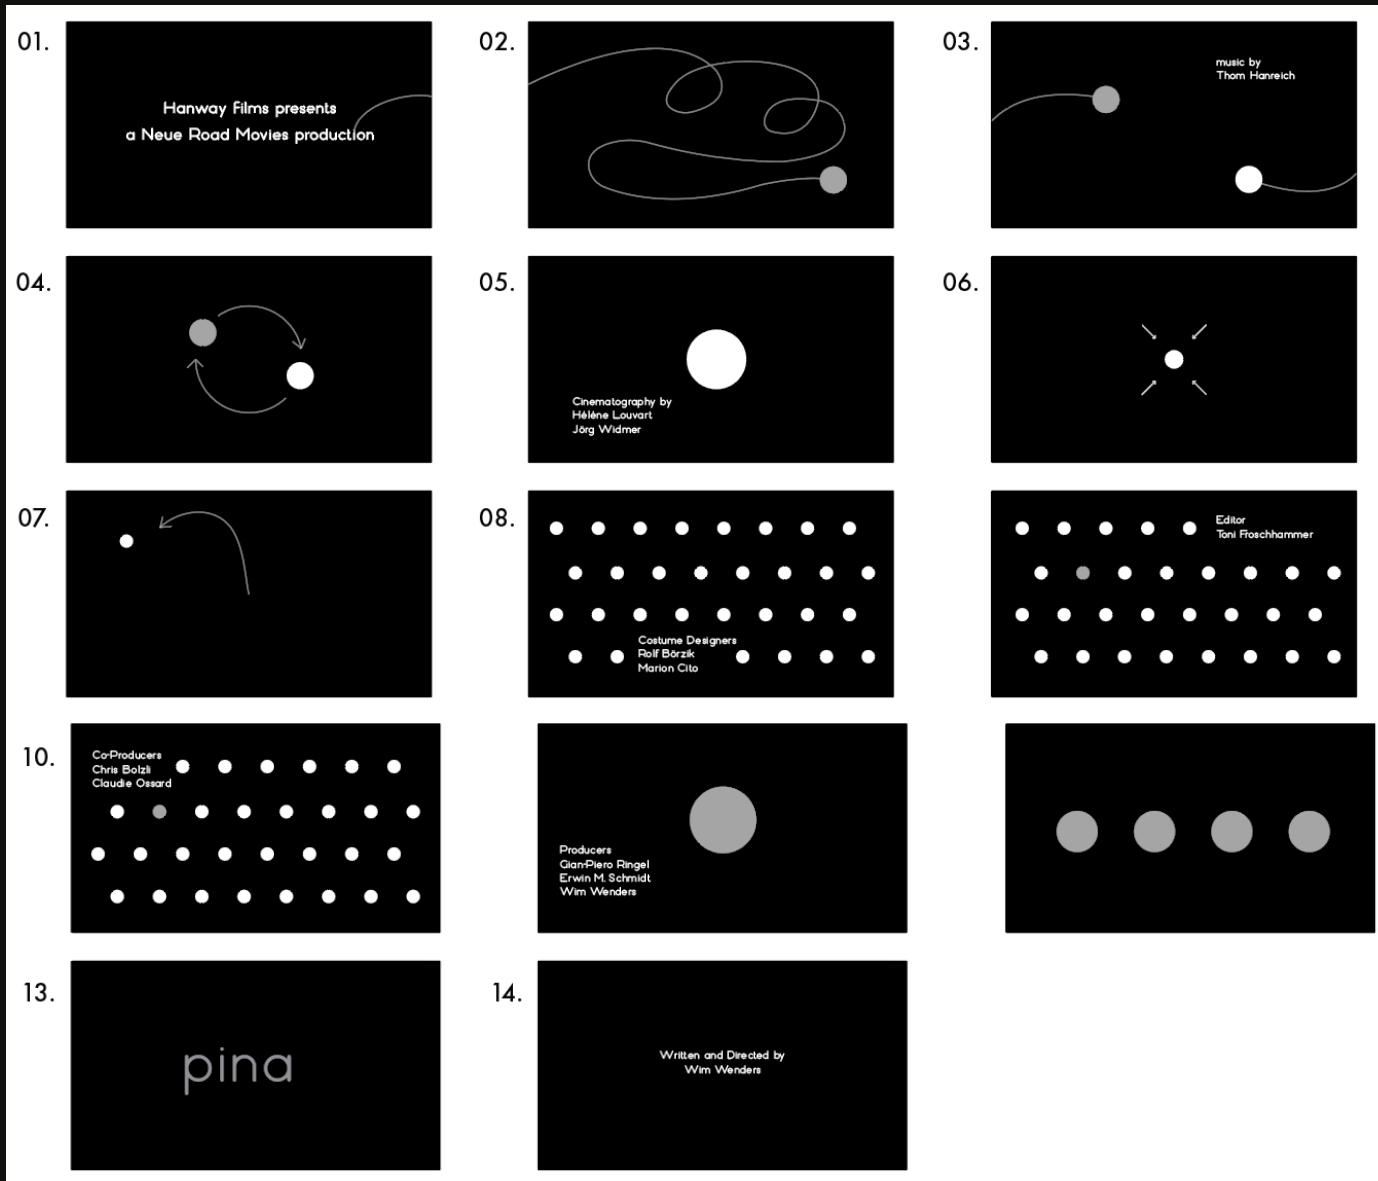 01.
Hanway Films presents
a Neue Road Movies production
02.
03.
music by
Thom Hanreich
04.
05.
Cinematography by
Hélène Louvart
Jörg Widmer
06.
07.
08.
Costume Designers
Rolf Börzik
Marion Cito
Editor
Toni Froschhammer
10.
Co-Producers
Chris Bolzli
Claudie Ossard
Producers
Gian-Piero Ringel
Erwin M. Schmidt
Wim Wenders
13.
pina
14.
Written and Directed by
Wim Wenders